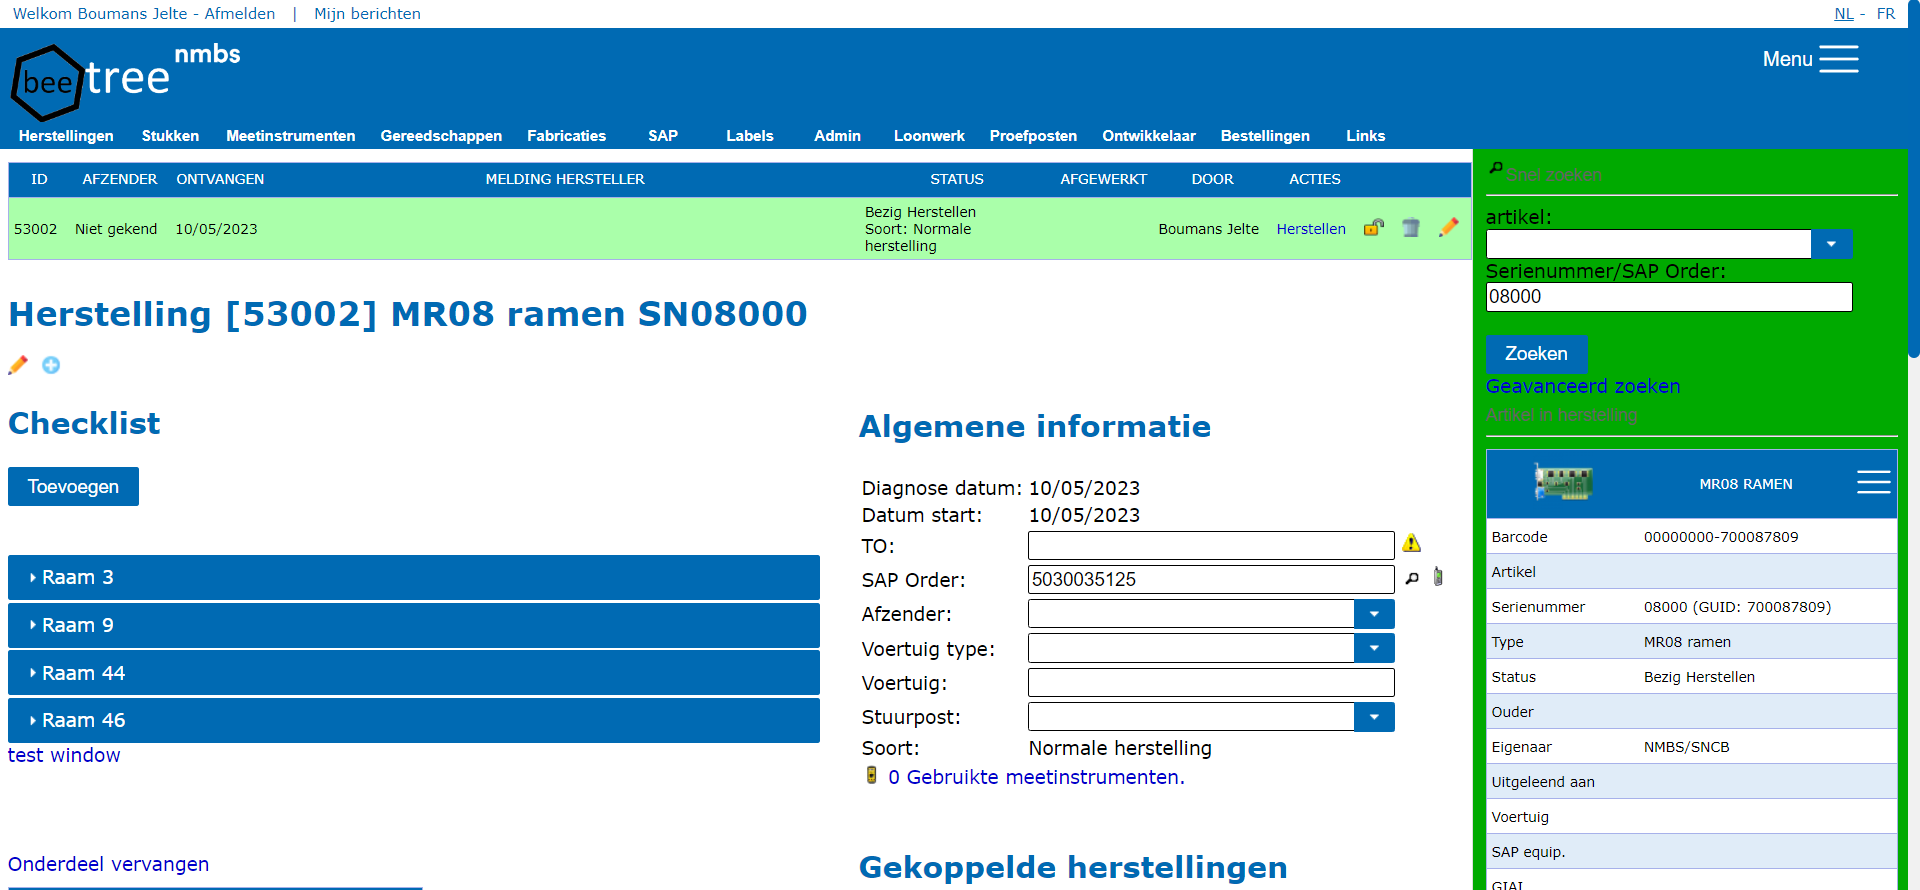 Welkom Boumans Jelte - Afmelden | Mijn berichten
NL - FR
bee tree nmbs
Menu
Herstellingen Stukken Meetinstrumenten Gereedschappen Fabricaties SAP Labels Admin Loonwerk Proefposten Ontwikkelaar Bestellingen Links
ID AFZENDER ONTVANGEN MELDING HERSTELLER STATUS AFGEWERKT DOOR ACTIES
53002 Niet gekend 10/05/2023 Bezig Herstellen Soort: Normale herstelling Boumans Jelte Herstellen
Herstelling [53002] MR08 ramen SN08000
Checklist
Toevoegen
Raam 3
Raam 9
Raam 44
Raam 46
test window
Onderdeel vervangen
Algemene informatie
Diagnose datum: 10/05/2023
Datum start: 10/05/2023
TO:
SAP Order: 5030035125
Afzender:
Voertuig type:
Voertuig:
Stuurpost:
Soort: Normale herstelling
0 Gebruikte meetinstrumenten.
Gekoppelde herstellingen
Snel zoeken
artikel:
Serienummer/SAP Order:
08000
Zoeken
Geavanceerd zoeken
Artikel in herstelling
MR08 RAMEN
Barcode 00000000-700087809
Artikel
Serienummer 08000 (GUID: 700087809)
Type MR08 ramen
Status Bezig Herstellen
Ouder
Eigenaar NMBS/SNCB
Uitgeleend aan
Voertuig
SAP equip.
GIAI